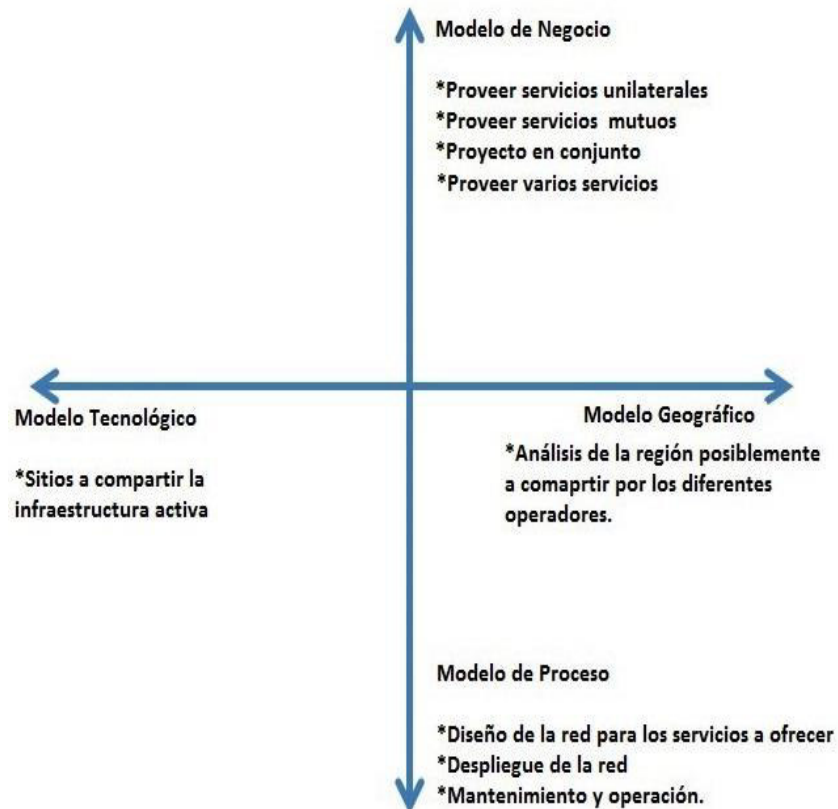 Modelo de Negocio
*Proveer servicios unilaterales
*Proveer servicios mutuos
*Proyecto en conjunto
*Proveer varios servicios
Modelo Tecnológico
*Sitios a compartir la
infraestructura activa
Modelo Geográfico
*Análisis de la región posiblemente
a comaprtir por los diferentes
operadores.
Modelo de Proceso
*Diseño de la red para los servicios a ofrecer
*Despliegue de la red
*Mantenimiento y operación.